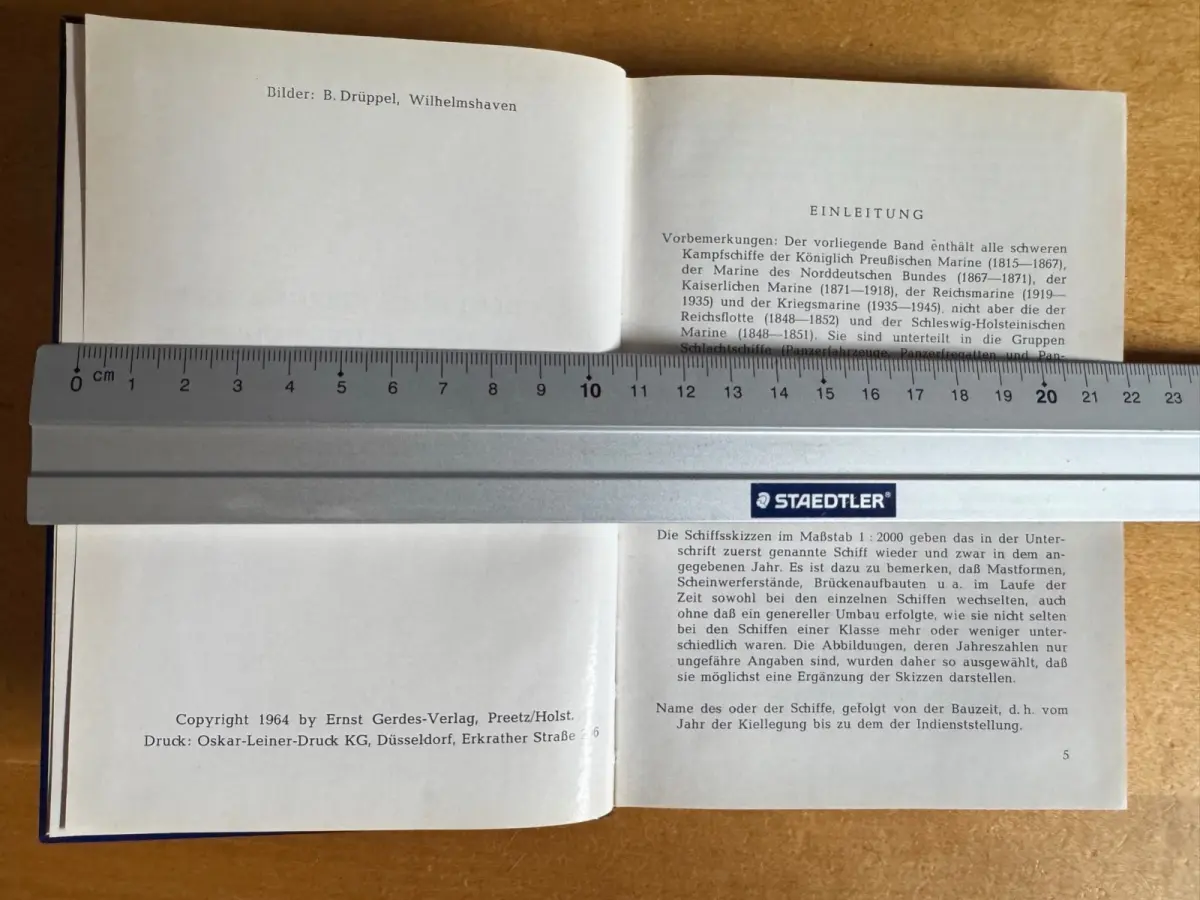 Bilder: B. Drüppel, Wilhelmshaven
Copyright 1964 by Ernst Gerdes-Verlag, Preetz/Holst.
Druck: Oskar-Leiner-Druck KG, Düsseldorf, Erkrather Straße
EINLEITUNG
Vorbemerkungen: Der vorliegende Band enthält alle schweren
Kampfschiffe der Königlich Preußischen Marine (1815—1867),
der Marine des Norddeutschen Bundes (1867—1871), der
Kaiserlichen Marine (1871—1918), der Reichsmarine (1919—
1935) und der Kriegsmarine (1935—1945), nicht aber die der
Reichsflotte (1848—1852) und der Schleswig-Holsteinischen
Marine (1848—1851). Sie sind unterteilt in die Gruppen
Schlachtschiffe (Panzerfahrzeuge, Panzerfregatten und Pan-
0 cm 1 2 3 4 5 6 7 8 9 10 11 12 13 14 15 16 17 18 19 20 21 22 23
STAEDTLER®
Die Schiffsskizzen im Maßstab 1 : 2000 geben das in der Unter-
schrift zuerst genannte Schiff wieder und zwar in dem an-
gegebenen Jahr. Es ist dazu zu bemerken, daß Mastformen,
Scheinwerferstände, Brückenaufbauten u a. im Laufe der
Zeit sowohl bei den einzelnen Schiffen wechselten, auch
ohne daß ein genereller Umbau erfolgte, wie sie nicht selten
bei den Schiffen einer Klasse mehr oder weniger unter-
schiedlich waren. Die Abbildungen, deren Jahreszahlen nur
ungefähre Angaben sind, wurden daher so ausgewählt, daß
sie möglichst eine Ergänzung der Skizzen darstellen.
Name des oder der Schiffe, gefolgt von der Bauzeit, d. h. vom
Jahr der Kiellegung bis zu dem der Indienststellung.
5